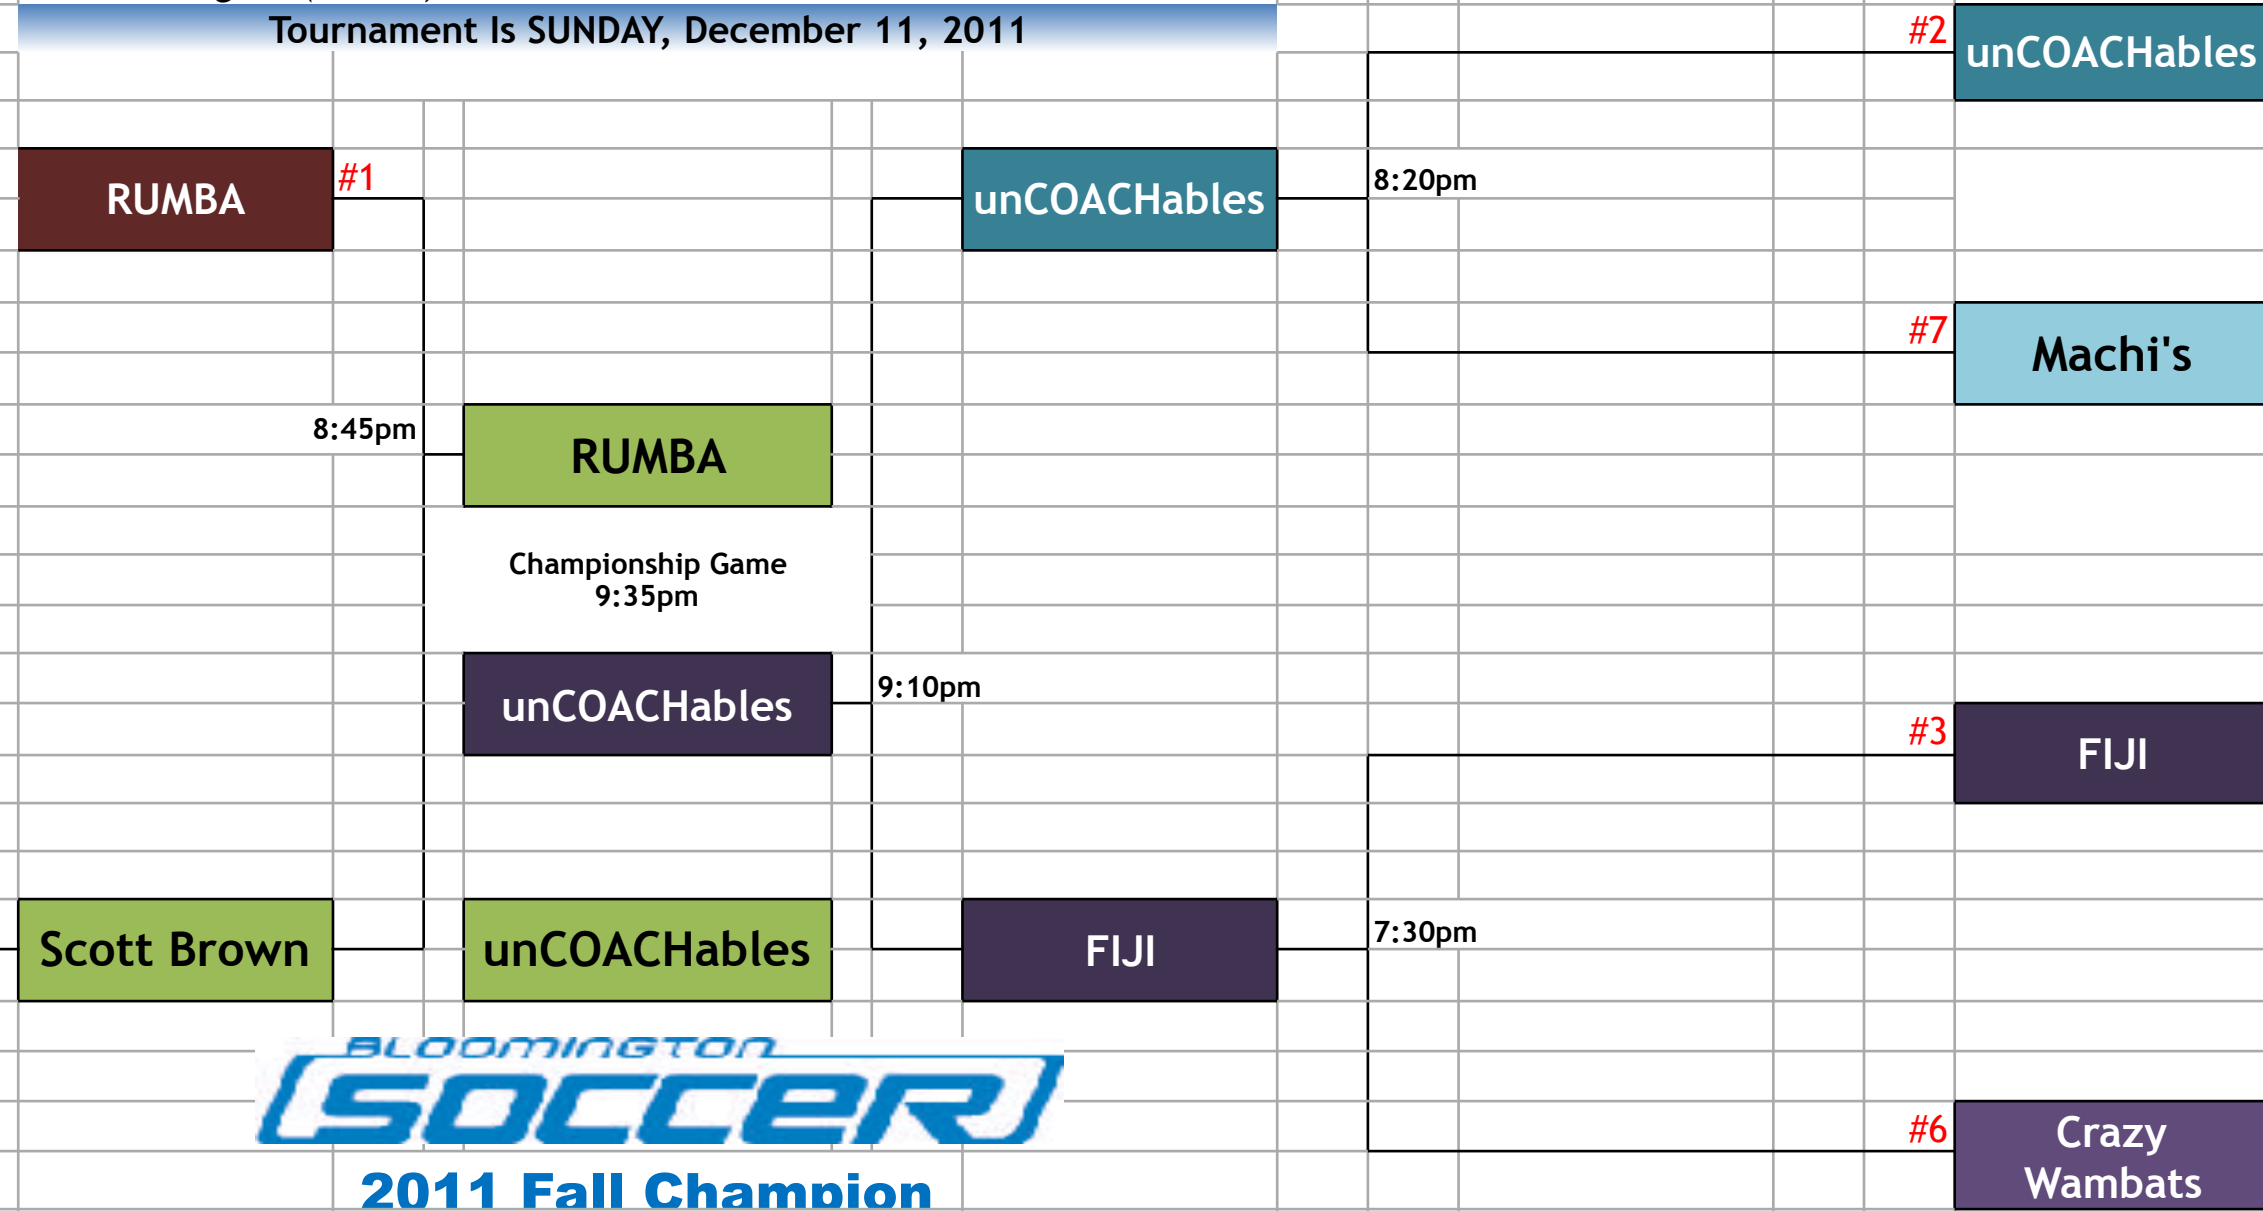 Tournament Is SUNDAY, December 11, 2011
#2
unCOACHables
RUMBA
#1
unCOACHables
8:20pm
#7
Machi's
8:45pm
RUMBA
Championship Game
9:35pm
unCOACHables
9:10pm
#3
FIJI
Scott Brown
unCOACHables
FIJI
7:30pm
BLOOMINGTON
SOCCER
#6
Crazy
Wambats
2011 Fall Champion